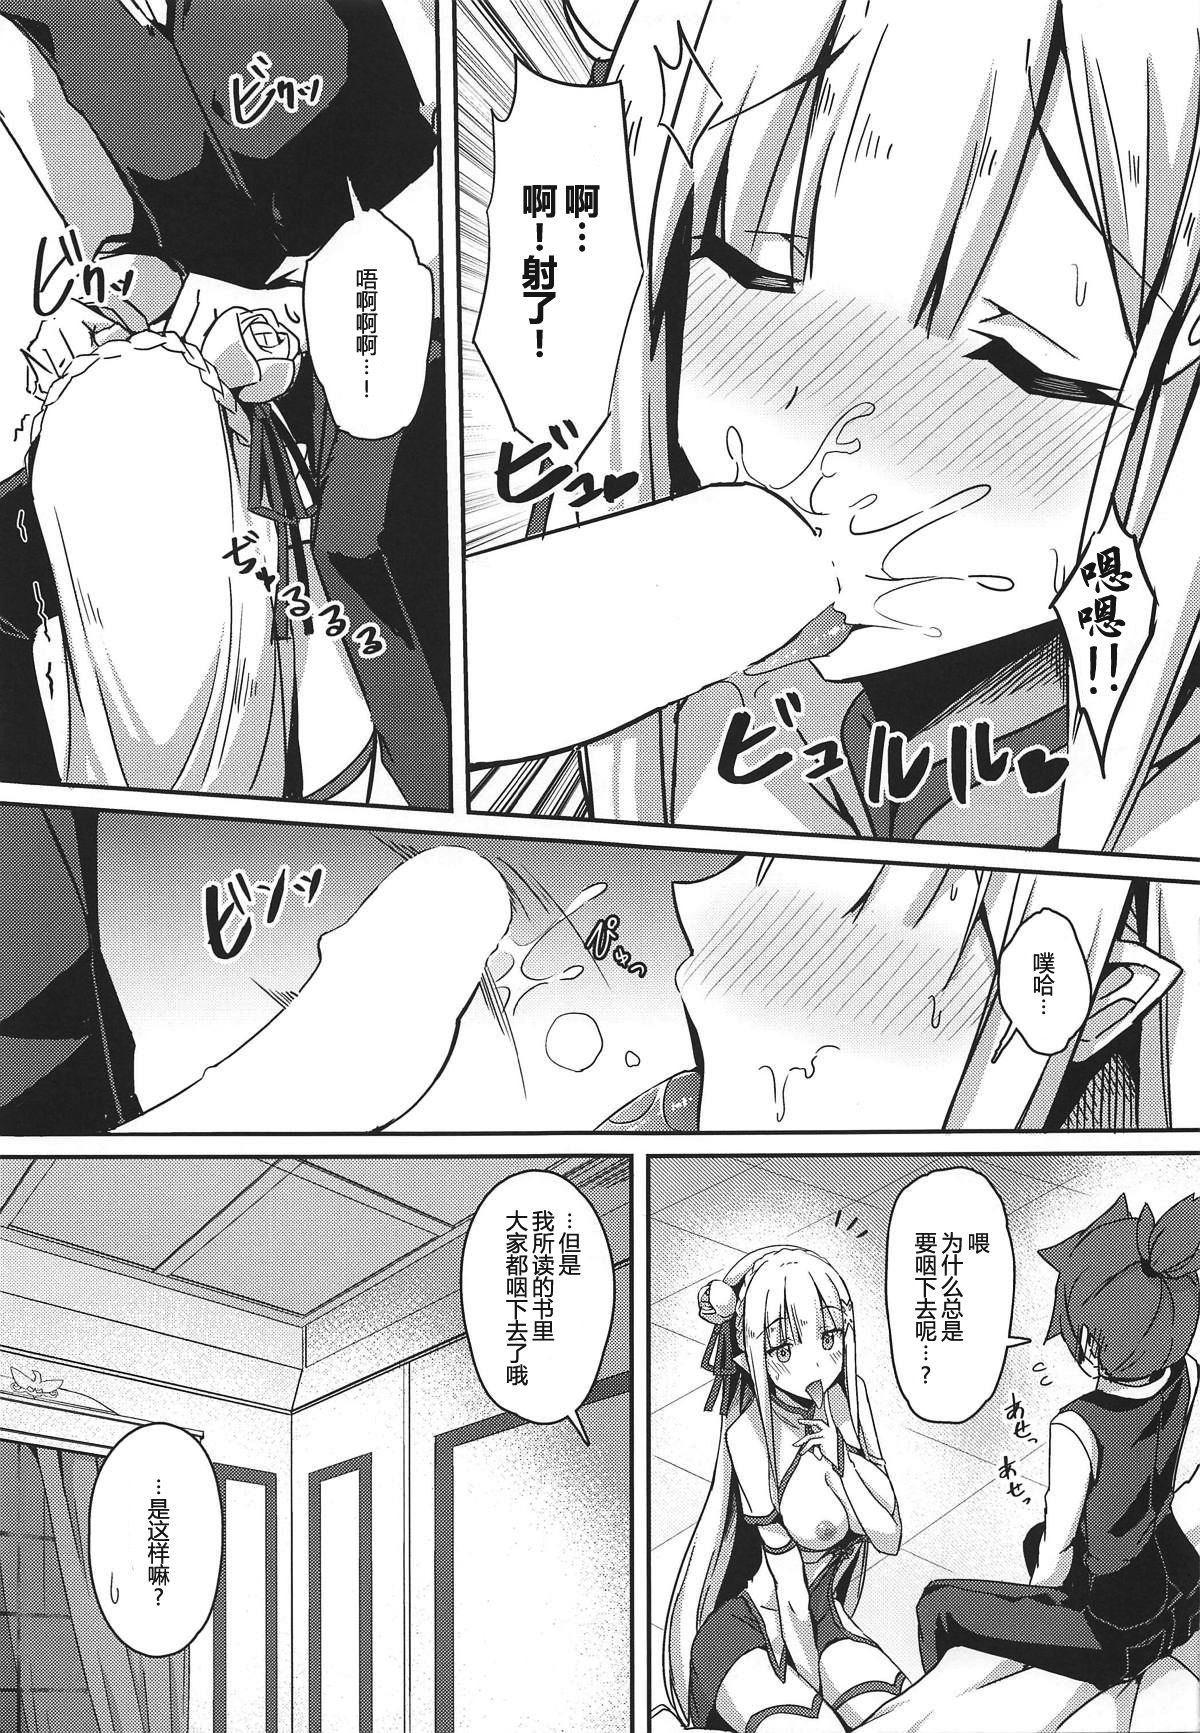 啊…
啊！射了！
ビュ♥
嗯嗯!!
ビュルルル♥
ビクッ
唔啊啊啊…！
ビクッ
ぢゅるるる
噗哈…
ぴゅっ
ビンッ
喂
为什么总是
要咽下去呢…？
あせっ
あせっ
…但是
我所读的书里
大家都咽下去了哦
…是这样嘛？